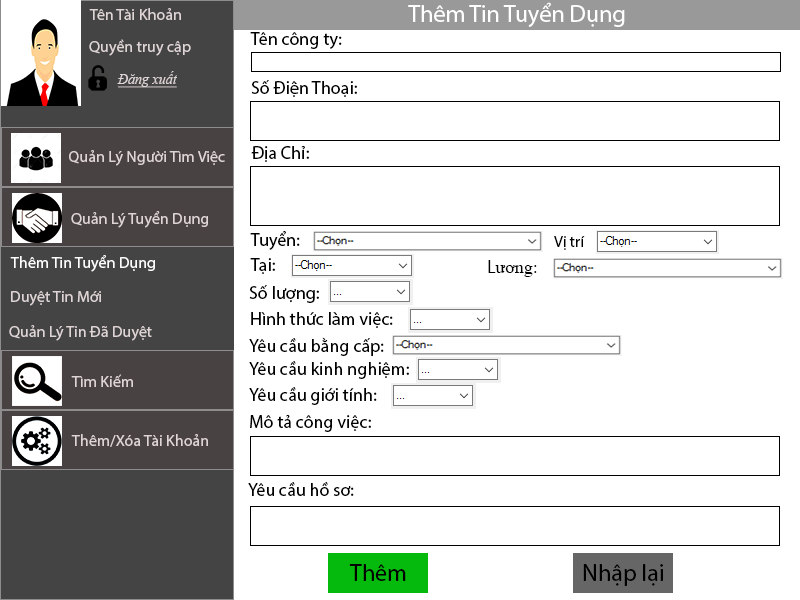 Tên Tài Khoản
Quyền truy cập
Đăng xuất
Quản Lý Người Tìm Việc
Quản Lý Tuyển Dụng
Thêm Tin Tuyển Dụng
Duyệt Tin Mới
Quản Lý Tin Đã Duyệt
Tìm Kiếm
Thêm/Xóa Tài Khoản
Thêm Tin Tuyển Dụng
Tên công ty:
Số Điện Thoại:
Địa Chỉ:
Tuyển: --Chọn-- Vị trí --Chọn--
Tại: --Chọn-- Lương: --Chọn--
Số lượng: ...
Hình thức làm việc: ...
Yêu cầu bằng cấp: --Chọn--
Yêu cầu kinh nghiệm: ...
Yêu cầu giới tính: ...
Mô tả công việc:
Yêu cầu hồ sơ:
Thêm Nhập lại